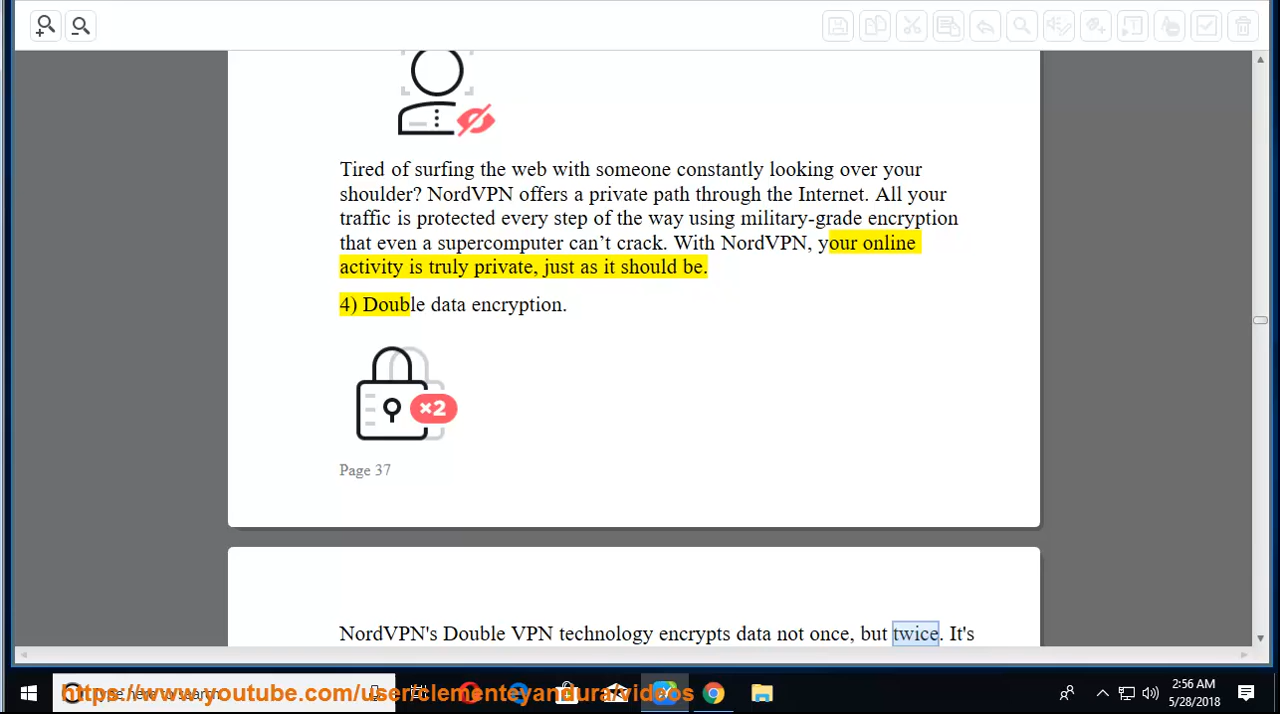 Tired of surfing the web with someone constantly looking over your
shoulder? NordVPN offers a private path through the Internet. All your
traffic is protected every step of the way using military-grade encryption
that even a supercomputer can’t crack. With NordVPN, your online
activity is truly private, just as it should be.
4) Double data encryption.
×2
Page 37
NordVPN's Double VPN technology encrypts data not once, but twice. It's
https://www.youtube.com/user/clementeyandura/videos
2:56 AM
5/28/2018